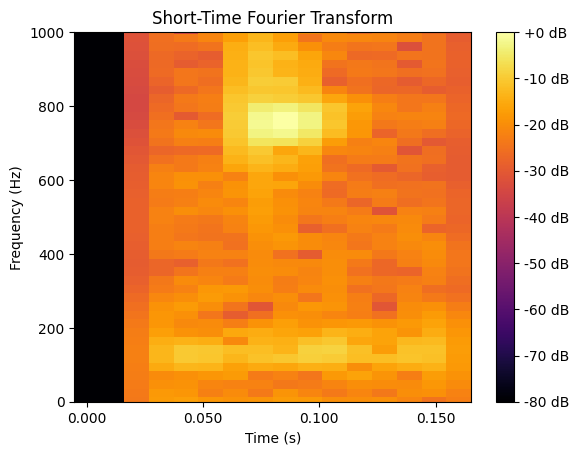 Short-Time Fourier Transform
1000
800
600
400
200
0
Frequency (Hz)
0.000
0.050
0.100
0.150
Time (s)
+0 dB
-10 dB
-20 dB
-30 dB
-40 dB
-50 dB
-60 dB
-70 dB
-80 dB